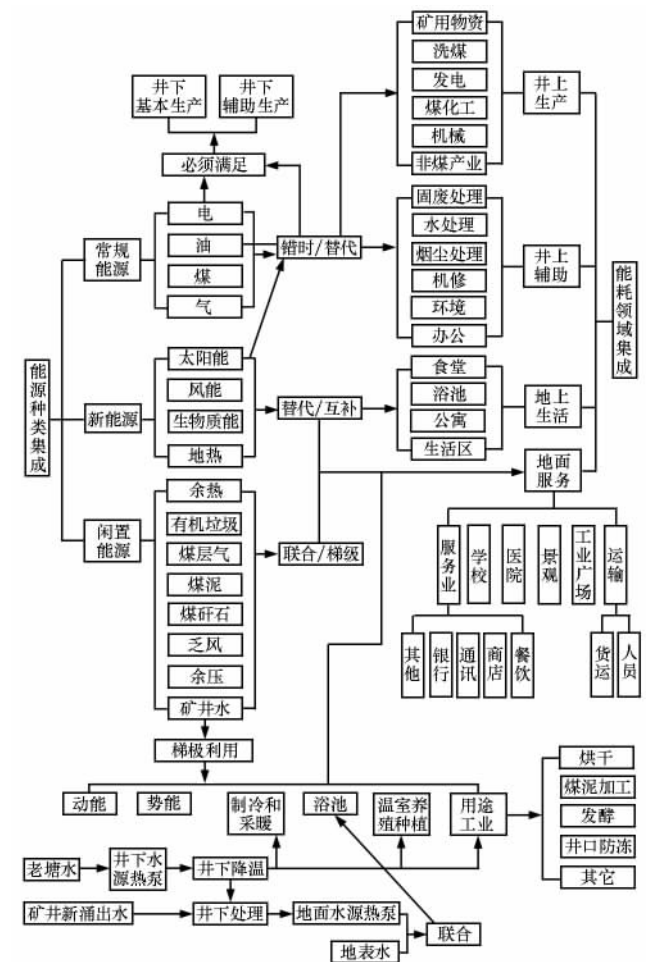 矿用物资
洗煤
发电
煤化工
机械
非煤产业
井上
生产
井下
基本生产
井下
辅助生产
必须满足
电
油
煤
气
常规
能源
错时/替代
固废处理
水处理
烟尘处理
机修
环境
办公
井上
辅助
能耗领域集成
能源种类集成
新能源
太阳能
风能
生物质能
地热
替代/互补
食堂
浴池
公寓
生活区
地上
生活
地面
服务
闲置
能源
余热
有机垃圾
煤层气
煤泥
煤矸石
乏风
余压
矿井水
联合/梯级
服务业
学校
医院
景观
工业广场
运输
其他
银行
通讯
商店
餐饮
货运
人员
梯极利用
动能
势能
制冷和
采暖
浴池
温室养
殖种植
用途
工业
烘干
煤泥加工
发酵
井口防冻
其它
老塘水
井下水
源热泵
井下降温
矿井新涌出水
井下处理
地面水源热泵
地表水
联合